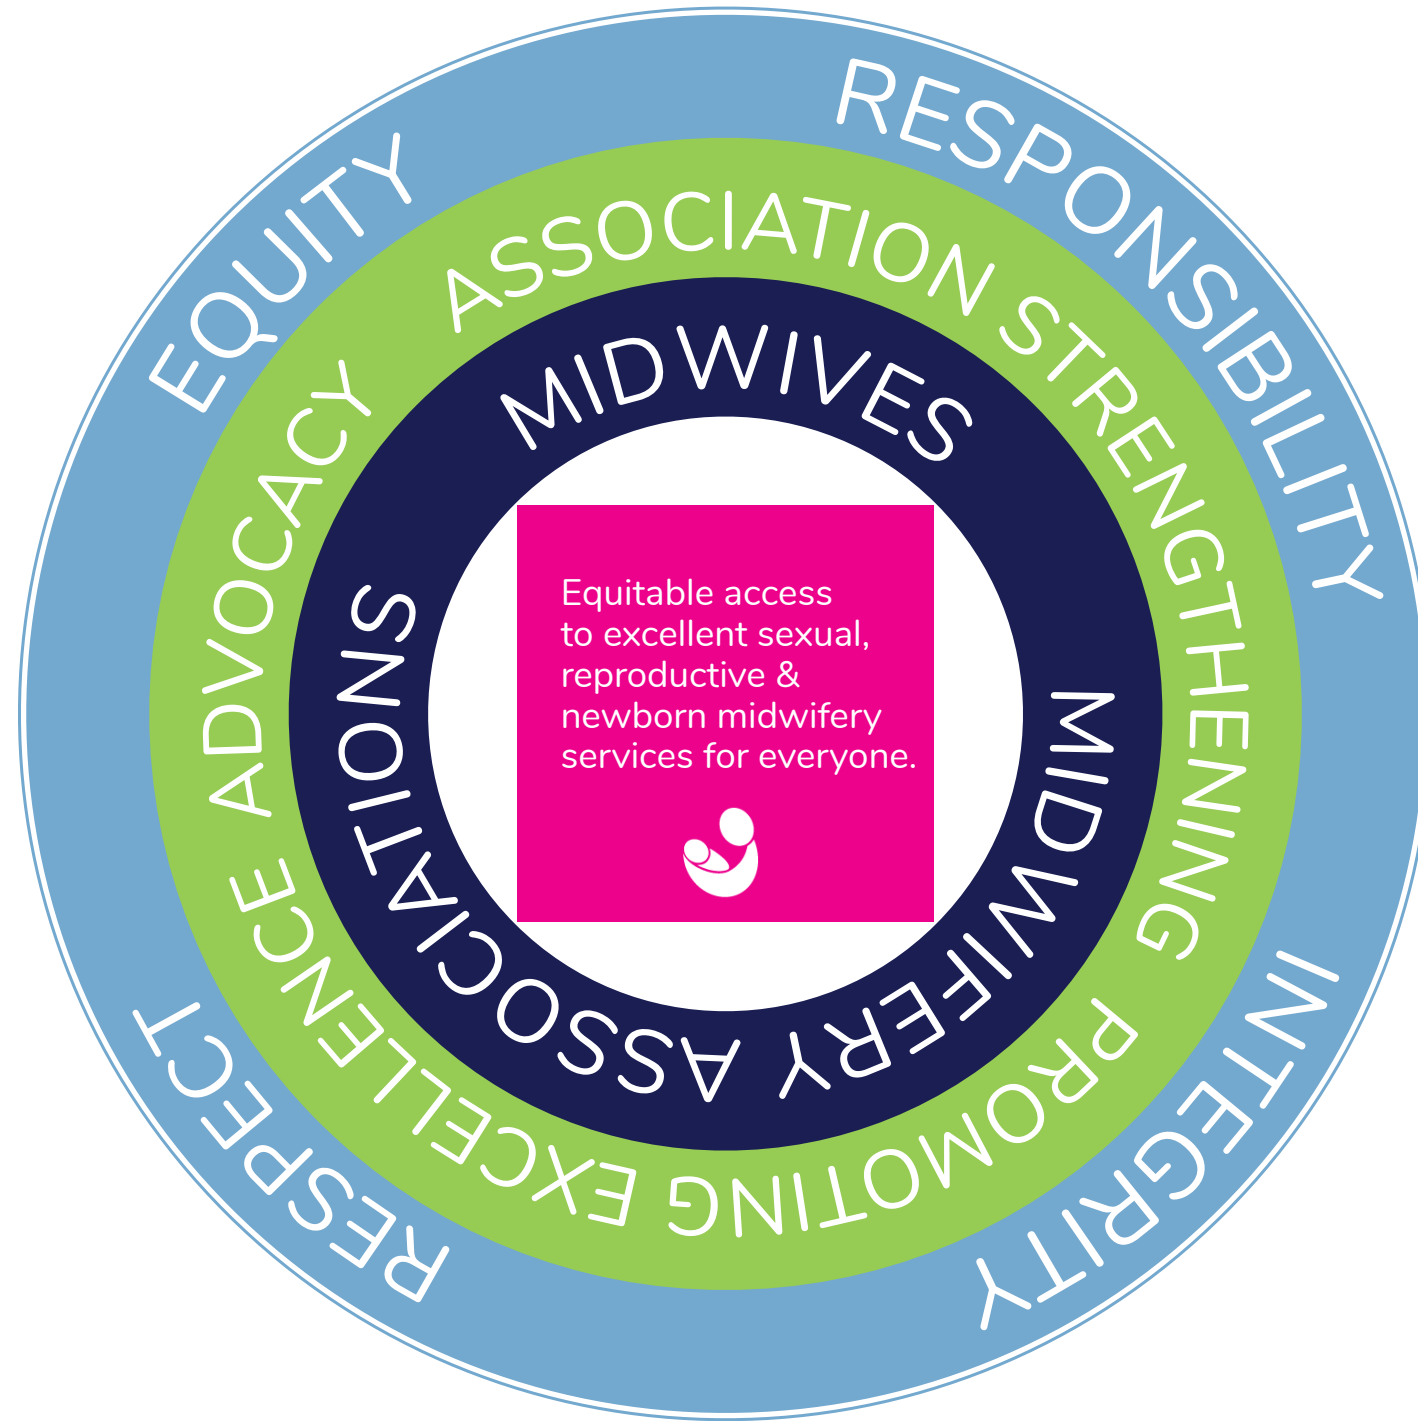 EQUITY
RESPONSIBILITY
INTEGRITY
RESPECT
ADVOCACY
ASSOCIATION STRENGTHENING
PROMOTING EXCELLENCE
MIDWIVES
MIDWIFERY ASSOCIATIONS
Equitable access
to excellent sexual,
reproductive &
newborn midwifery
services for everyone.